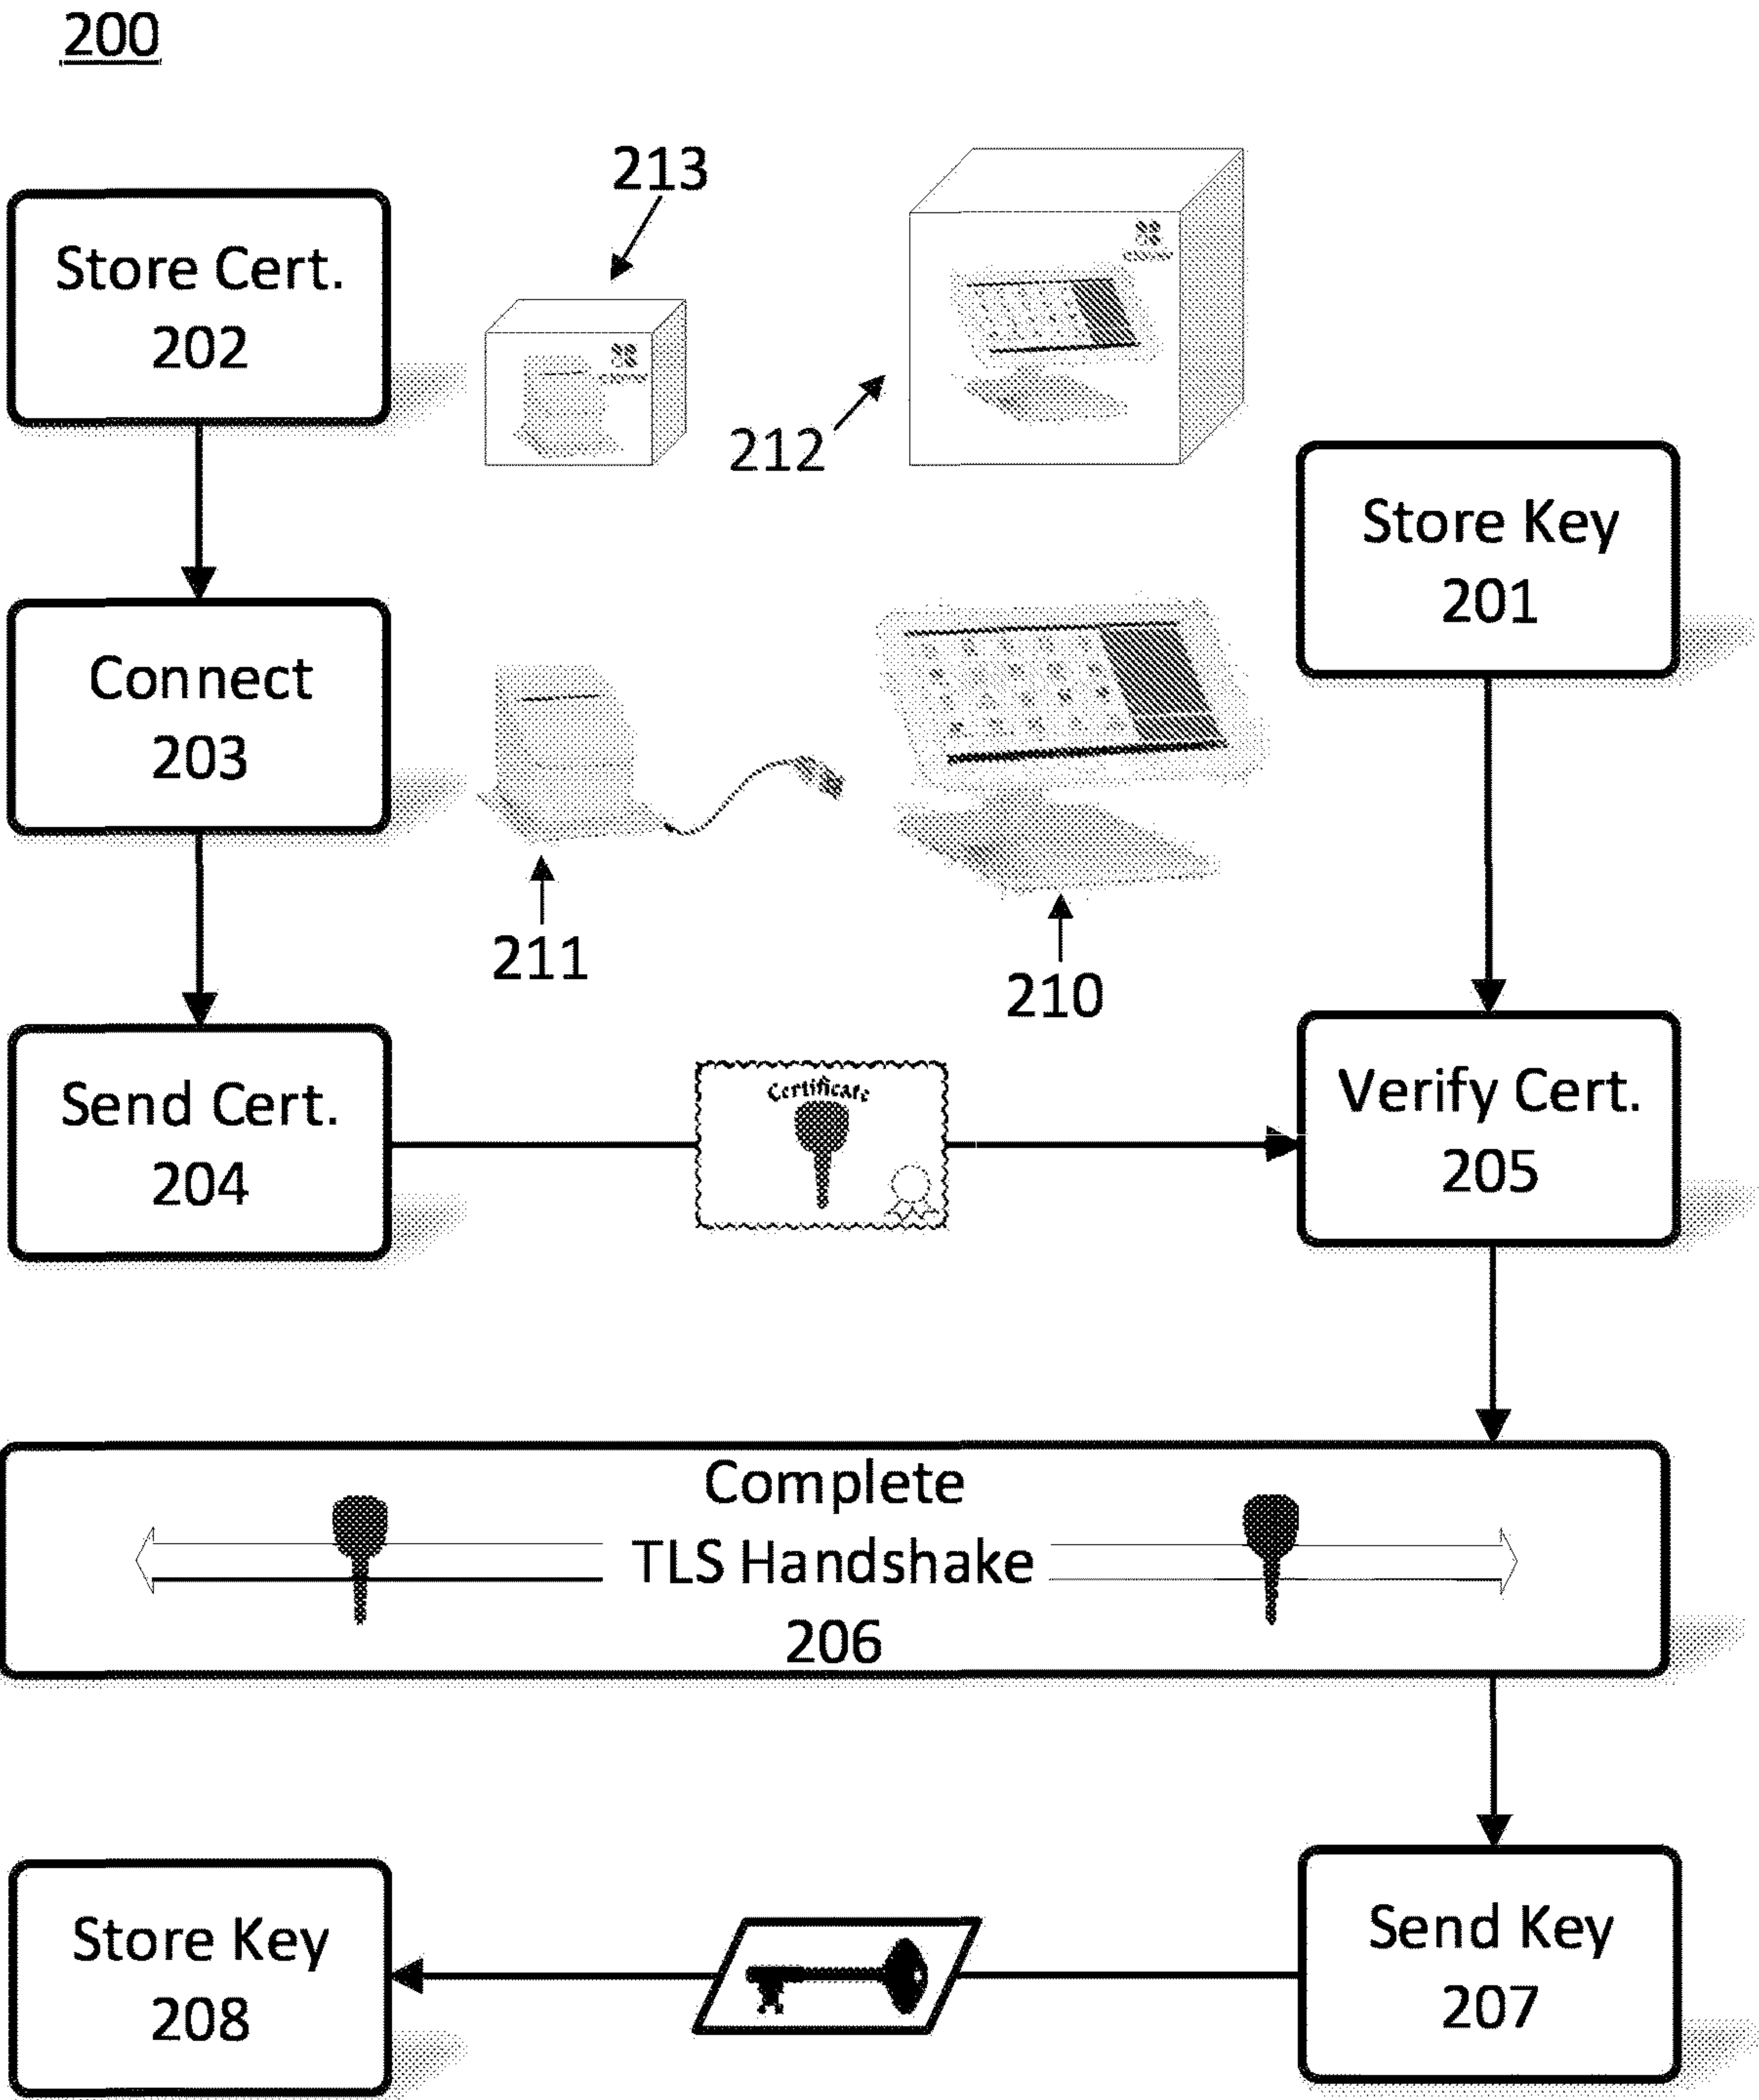 200
213
Store Cert.
202
212
Store Key
201
Connect
203
211
210
Send Cert.
204
Certificate
Verify Cert.
205
Complete
TLS Handshake
206
Store Key
208
Send Key
207